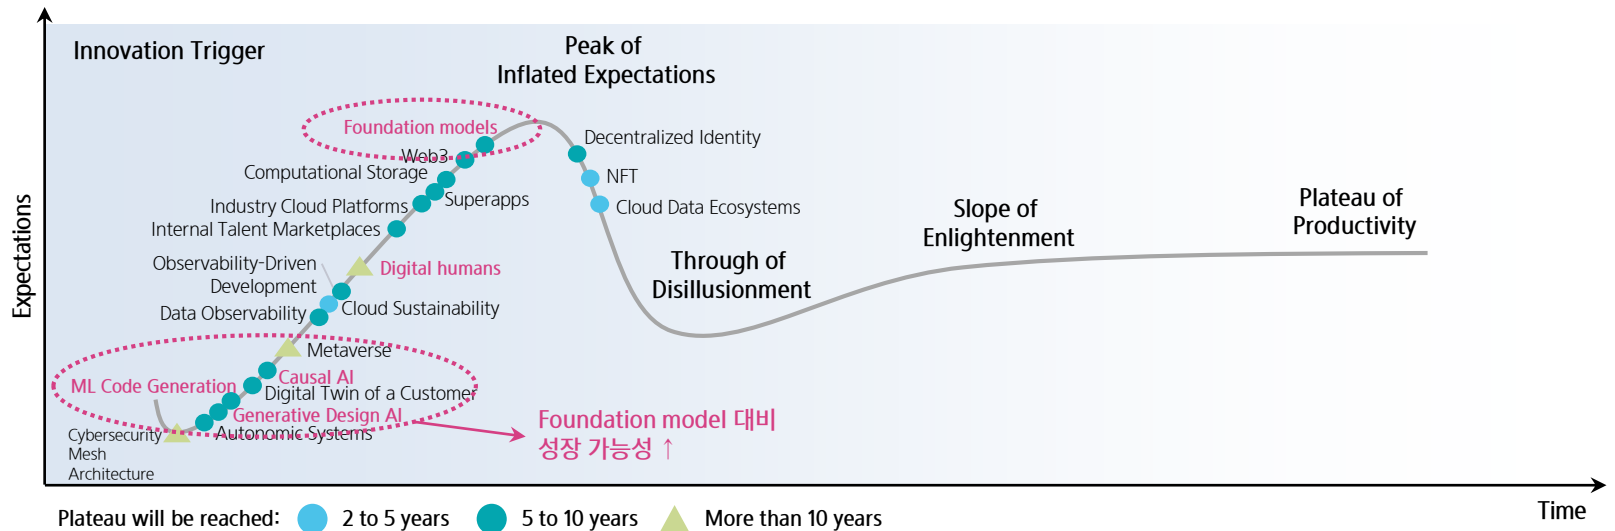 Innovation Trigger
Peak of
Inflated Expectations
Foundation models
Web3
Computational Storage
Superapps
Industry Cloud Platforms
Internal Talent Marketplaces
Observability-Driven
Development
Digital humans
Cloud Sustainability
Data Observability
Metaverse
ML Code Generation
Causal AI
Digital Twin of a Customer
Generative Design AI
Autonomic Systems
Cybersecurity
Mesh
Architecture
Decentralized Identity
NFT
Cloud Data Ecosystems
Through of
Disillusionment
Slope of
Enlightenment
Plateau of
Productivity
Foundation model 대비
성장 가능성 ↑
Expectations
Time
Plateau will be reached: 2 to 5 years 5 to 10 years More than 10 years